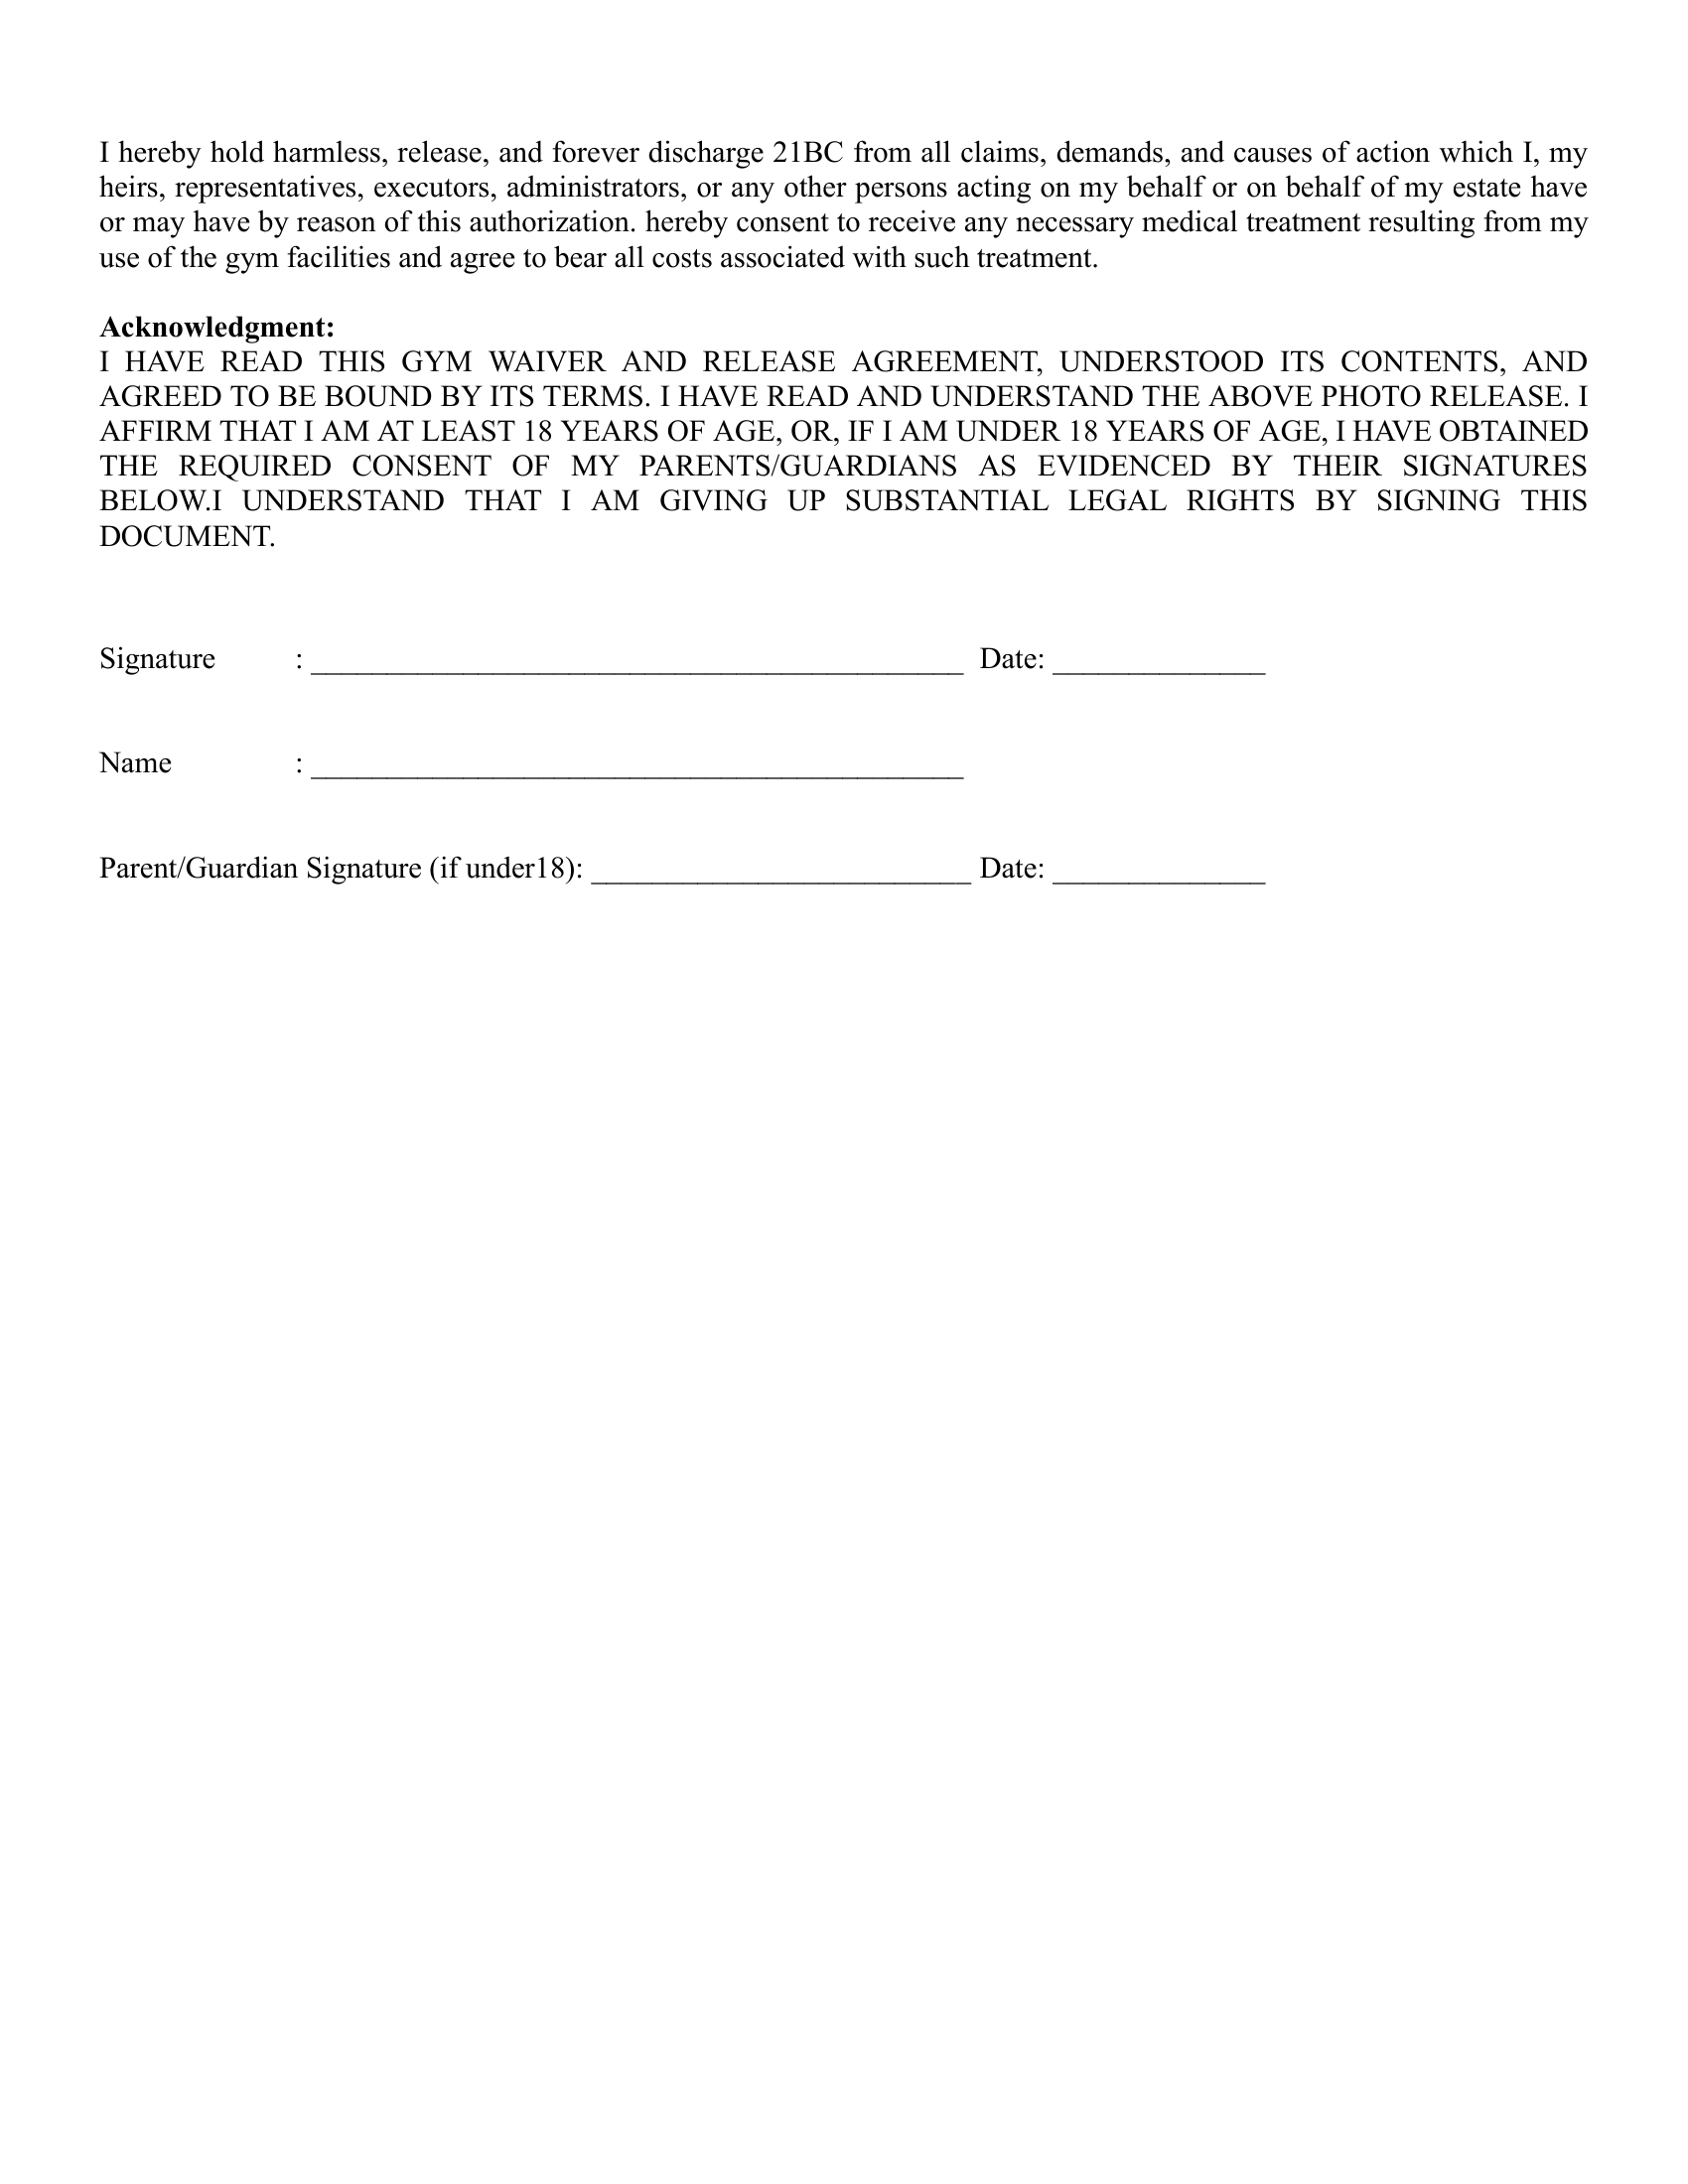 I hereby hold harmless, release, and forever discharge 21BC from all claims, demands, and causes of action which I, my
heirs, representatives, executors, administrators, or any other persons acting on my behalf or on behalf of my estate have
or may have by reason of this authorization. hereby consent to receive any necessary medical treatment resulting from my
use of the gym facilities and agree to bear all costs associated with such treatment.
Acknowledgment:
I HAVE READ THIS GYM WAIVER AND RELEASE AGREEMENT, UNDERSTOOD ITS CONTENTS, AND
AGREED TO BE BOUND BY ITS TERMS. I HAVE READ AND UNDERSTAND THE ABOVE PHOTO RELEASE. I
AFFIRM THAT I AM AT LEAST 18 YEARS OF AGE, OR, IF I AM UNDER 18 YEARS OF AGE, I HAVE OBTAINED
THE REQUIRED CONSENT OF MY PARENTS/GUARDIANS AS EVIDENCED BY THEIR SIGNATURES
BELOW.I UNDERSTAND THAT I AM GIVING UP SUBSTANTIAL LEGAL RIGHTS BY SIGNING THIS
DOCUMENT.
Signature : ___________________________________________ Date: ______________
Name : ___________________________________________
Parent/Guardian Signature (if under18): _________________________ Date: ______________